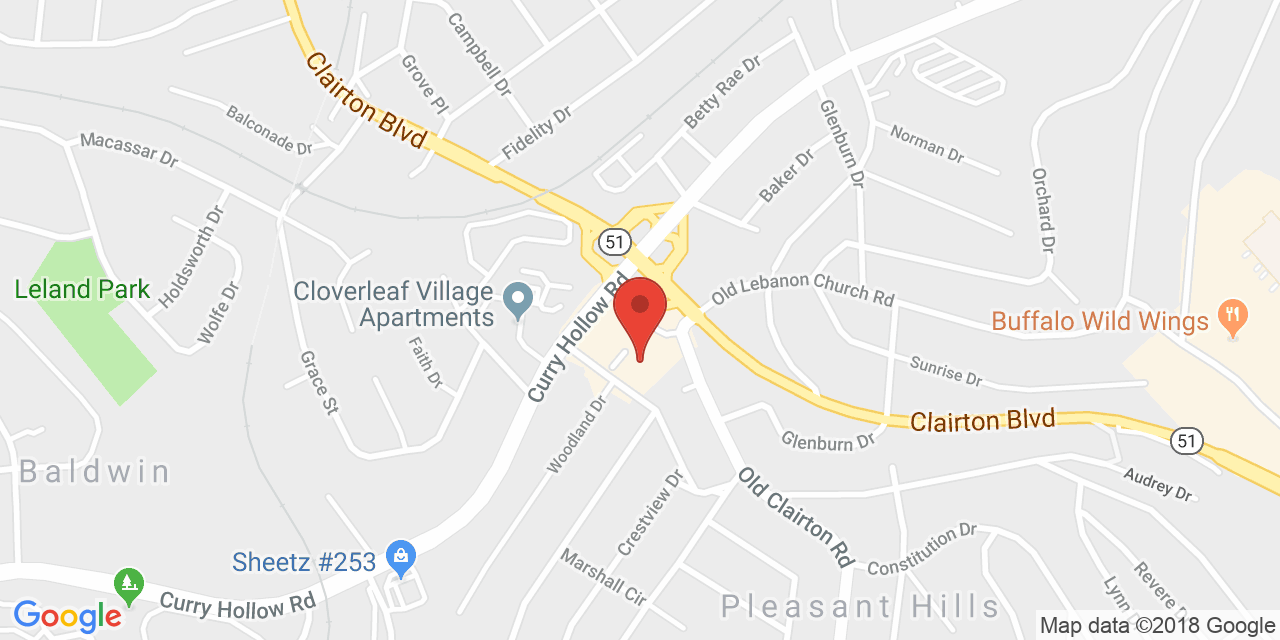 Campbell Dr
Grove Pl
Clairton Blvd
Betty Rae Dr
Balconade Dr
Fidelity Dr
Glenburn Dr
Norman Dr
Macassar Dr
Baker Dr
Orchard Dr
Holdsworth Dr
51
Leland Park
Cloverleaf Village
Apartments
Wolfe Dr
Old Lebanon Church Rd
Buffalo Wild Wings
Curry Hollow Rd
Faith Dr
Grace St
Sunrise Dr
Woodland Dr
Clairton Blvd
Glenburn Dr
51
Baldwin
Audrey Dr
Crestview Dr
Old Clairton Rd
Constitution Dr
Sheetz #253
Marshall Cir
Curry Hollow Rd
Pleasant Hills
Lynn D
Revere D
Google
Map data ©2018 Google